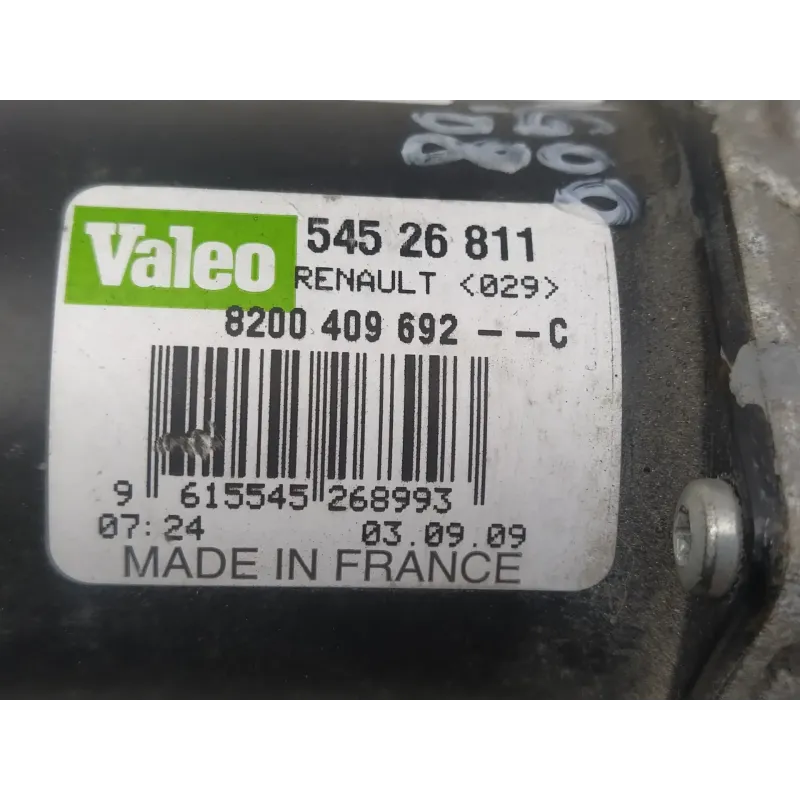 Valeo 545 26 811
RENAULT <029>
8200 409 692 -- C
9 615545 268993
07:24 03.09.09
MADE IN FRANCE